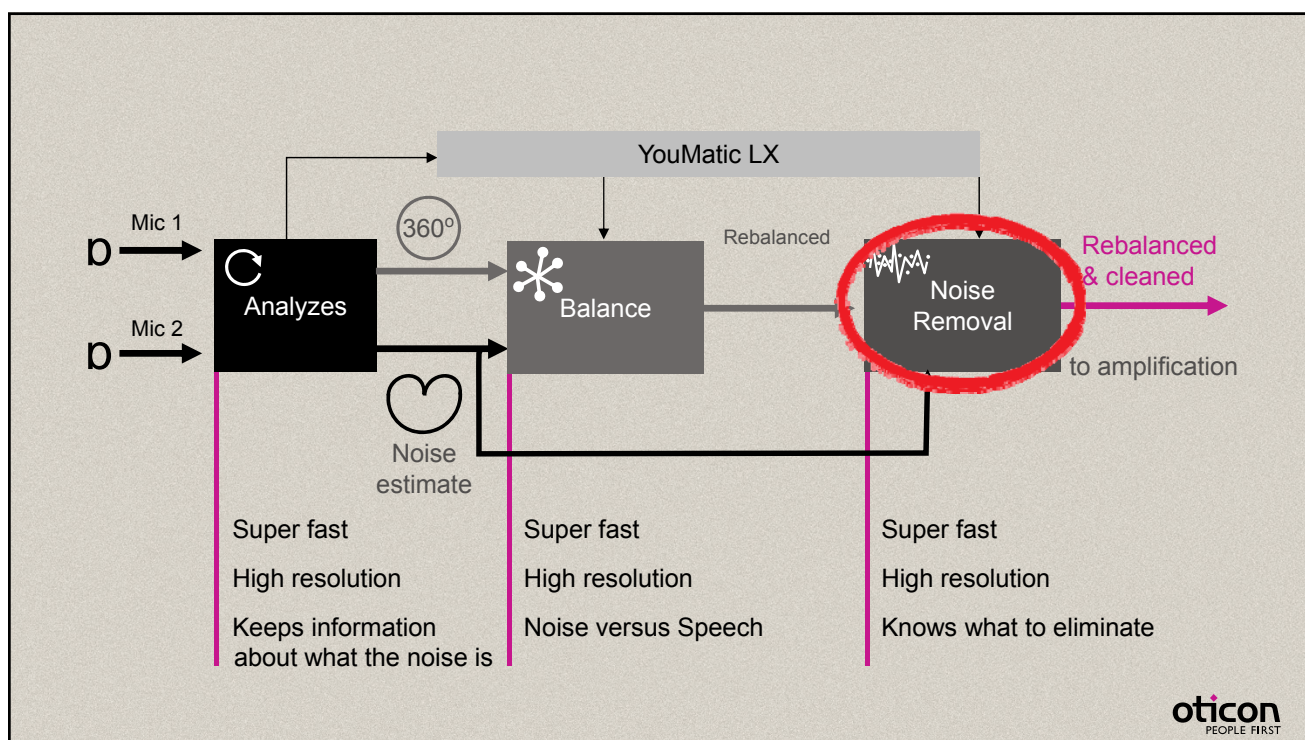 YouMatic LX
Mic 1
360º
Rebalanced
Rebalanced
& cleaned
Analyzes
Balance
Noise
Removal
Mic 2
to amplification
Noise
estimate
Super fast
High resolution
Keeps information
about what the noise is
Super fast
High resolution
Noise versus Speech
Super fast
High resolution
Knows what to eliminate
oticon
PEOPLE FIRST